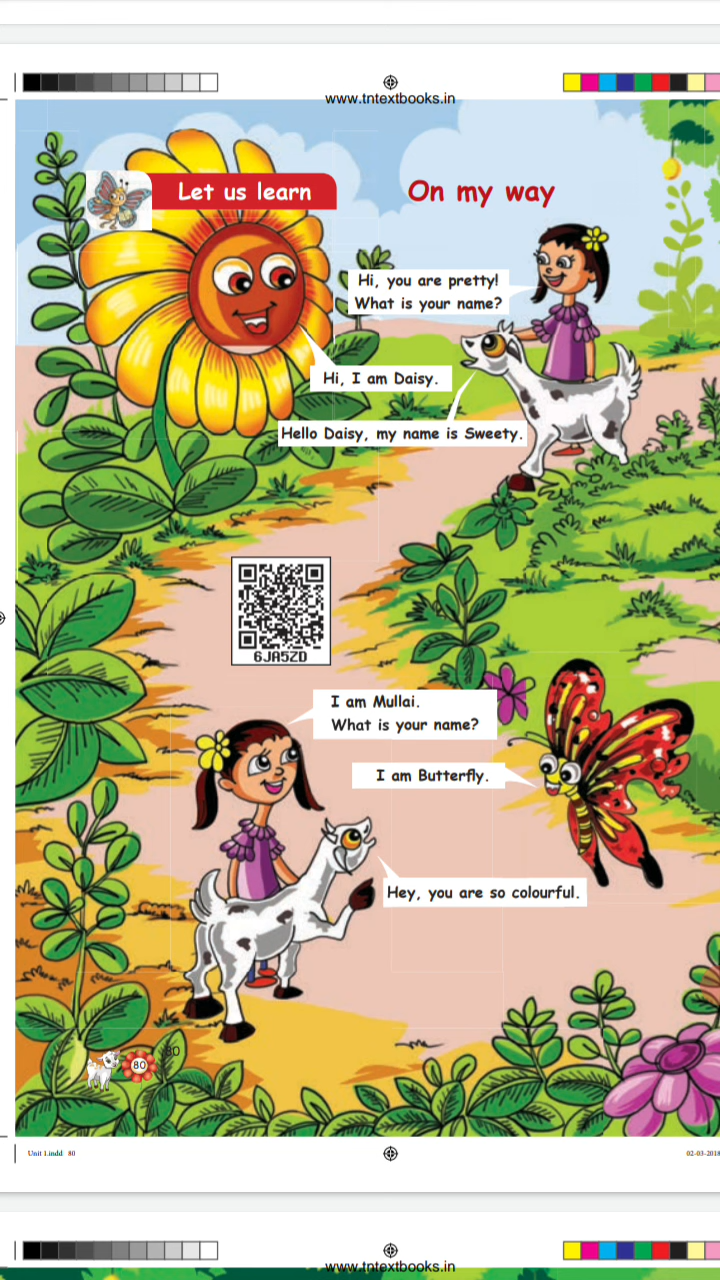 www.tntextbooks.in
Let us learn
On my way
Hi, you are pretty!
What is your name?
Hi, I am Daisy.
Hello Daisy, my name is Sweety.
6JA5ZD
I am Mullai.
What is your name?
I am Butterfly.
Hey, you are so colourful.
80
80
Unit 1.indd 80
02-03-2018
www.tntextbooks.in